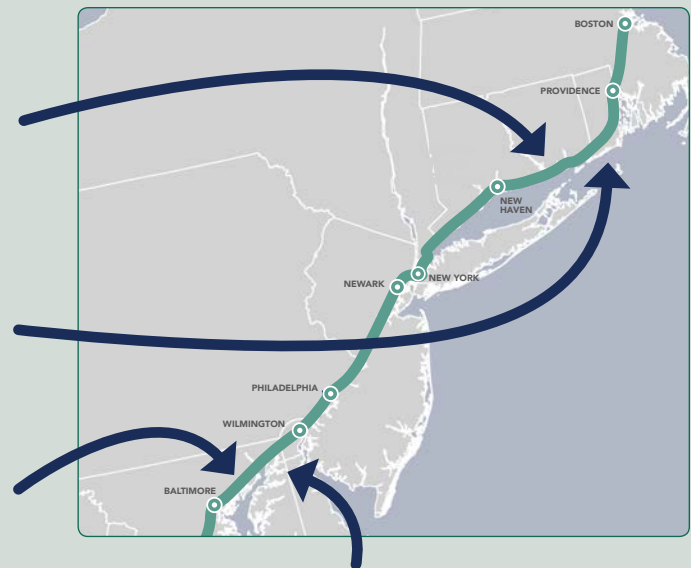 BOSTON
PROVIDENCE
NEW
HAVEN
NEW YORK
NEWARK
PHILADELPHIA
WILMINGTON
BALTIMORE